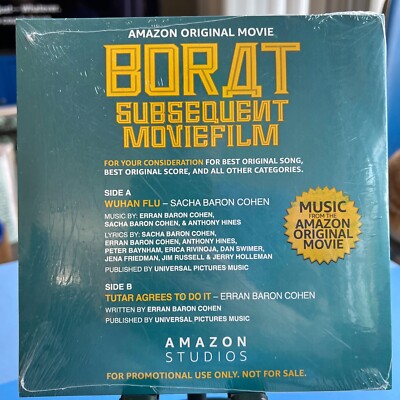 AMAZON ORIGINAL MOVIE
BORДT
SUBSEQUENT
MOVIEFILM
FOR YOUR CONSIDERATION FOR BEST ORIGINAL SONG,
BEST ORIGINAL SCORE, AND ALL OTHER CATEGORIES.
SIDE A
WUHAN FLU – SACHA BARON COHEN
MUSIC BY: ERRAN BARON COHEN,
SACHA BARON COHEN, & ANTHONY HINES
LYRICS BY: SACHA BARON COHEN,
ERRAN BARON COHEN, ANTHONY HINES,
PETER BAYNHAM, ERICA RIVINOJA, DAN SWIMER,
JENA FRIEDMAN, JIM RUSSELL & JERRY HOLLEMAN
PUBLISHED BY UNIVERSAL PICTURES MUSIC
MUSIC
FROM THE
AMAZON
ORIGINAL
MOVIE
SIDE B
TUTAR AGREES TO DO IT – ERRAN BARON COHEN
WRITTEN BY ERRAN BARON COHEN
PUBLISHED BY UNIVERSAL PICTURES MUSIC
AMAZON
STUDIOS
FOR PROMOTIONAL USE ONLY. NOT FOR SALE.